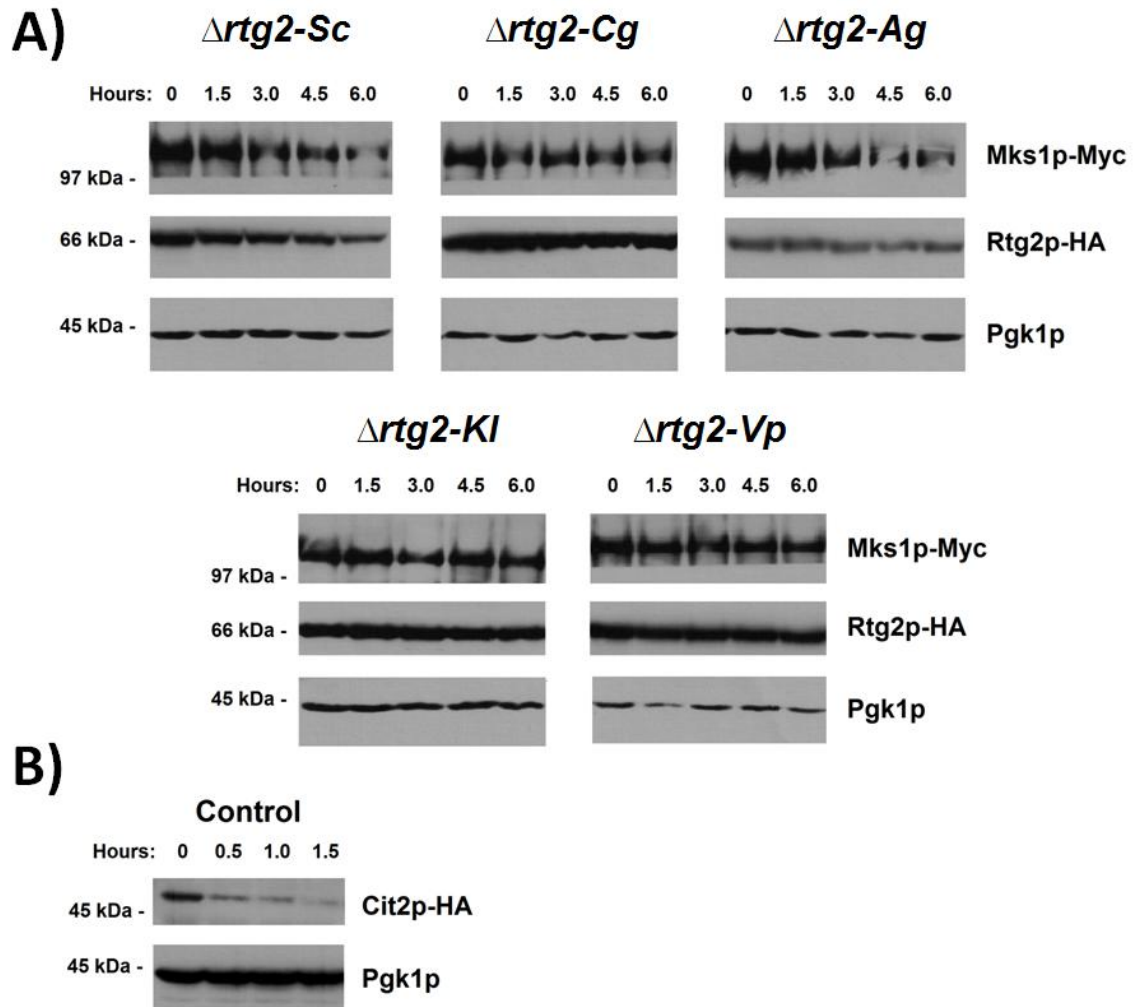 A)
Δrtg2-Sc Δrtg2-Cg Δrtg2-Ag
Hours: 0 1.5 3.0 4.5 6.0 0 1.5 3.0 4.5 6.0 0 1.5 3.0 4.5 6.0
Mks1p-Myc
97 kDa -
66 kDa - Rtg2p-HA
45 kDa - Pgk1p
Δrtg2-Kl Δrtg2-Vp
Hours: 0 1.5 3.0 4.5 6.0 0 1.5 3.0 4.5 6.0
Mks1p-Myc
97 kDa -
66 kDa - Rtg2p-HA
45 kDa - Pgk1p
B)
Control
Hours: 0 0.5 1.0 1.5
45 kDa - Cit2p-HA
45 kDa - Pgk1p